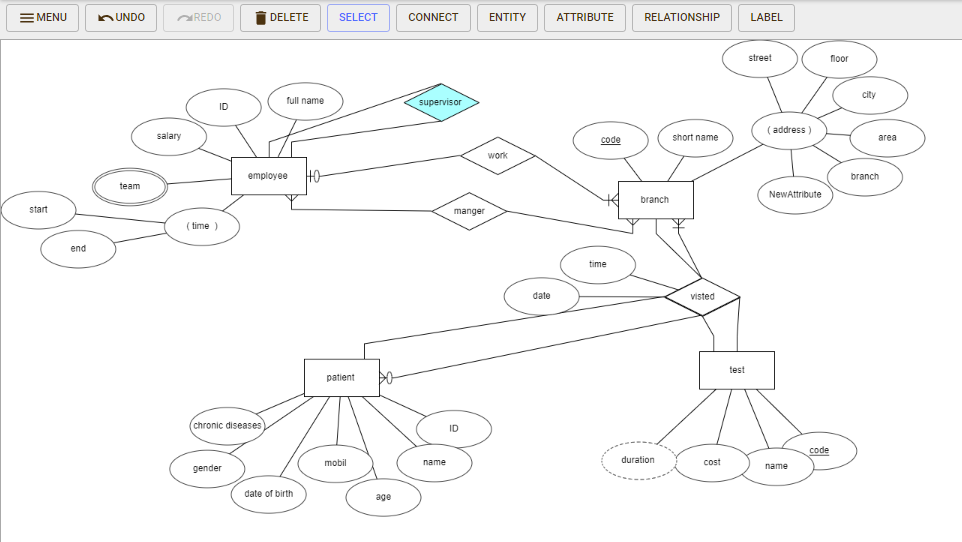 MENU UNDO REDO DELETE SELECT CONNECT ENTITY ATTRIBUTE RELATIONSHIP LABEL
street
floor
city
( address )
area
branch
NewAttribute
ID
full name
supervisor
salary
employee
team
start
( time )
end
work
manger
code
short name
branch
time
date
visted
patient
test
chronic diseases
gender
date of birth
mobil
age
name
ID
duration
cost
name
code